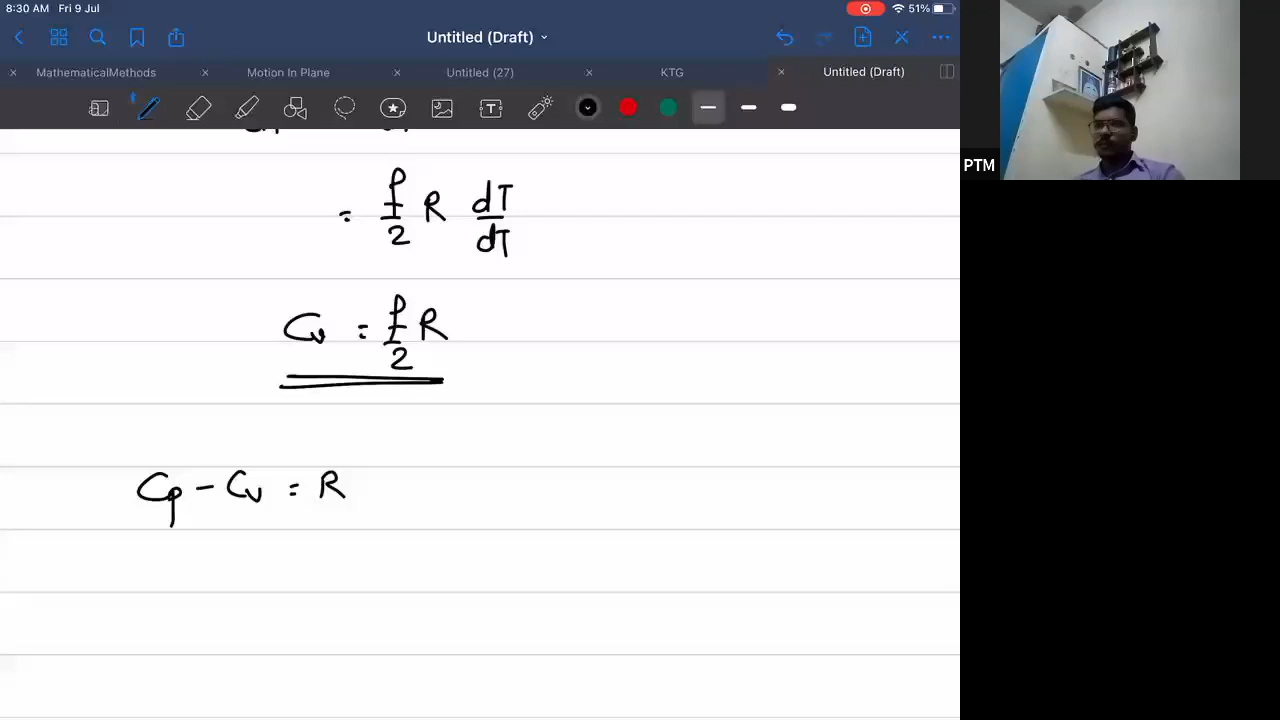 8:30 AM Fri 9 Jul
51%
Untitled (Draft)
MathematicalMethods
Motion In Plane
Untitled (27)
KTG
Untitled (Draft)
= f/2 R dT/dT
Cv = f/2 R
Cp - Cv = R
PTM